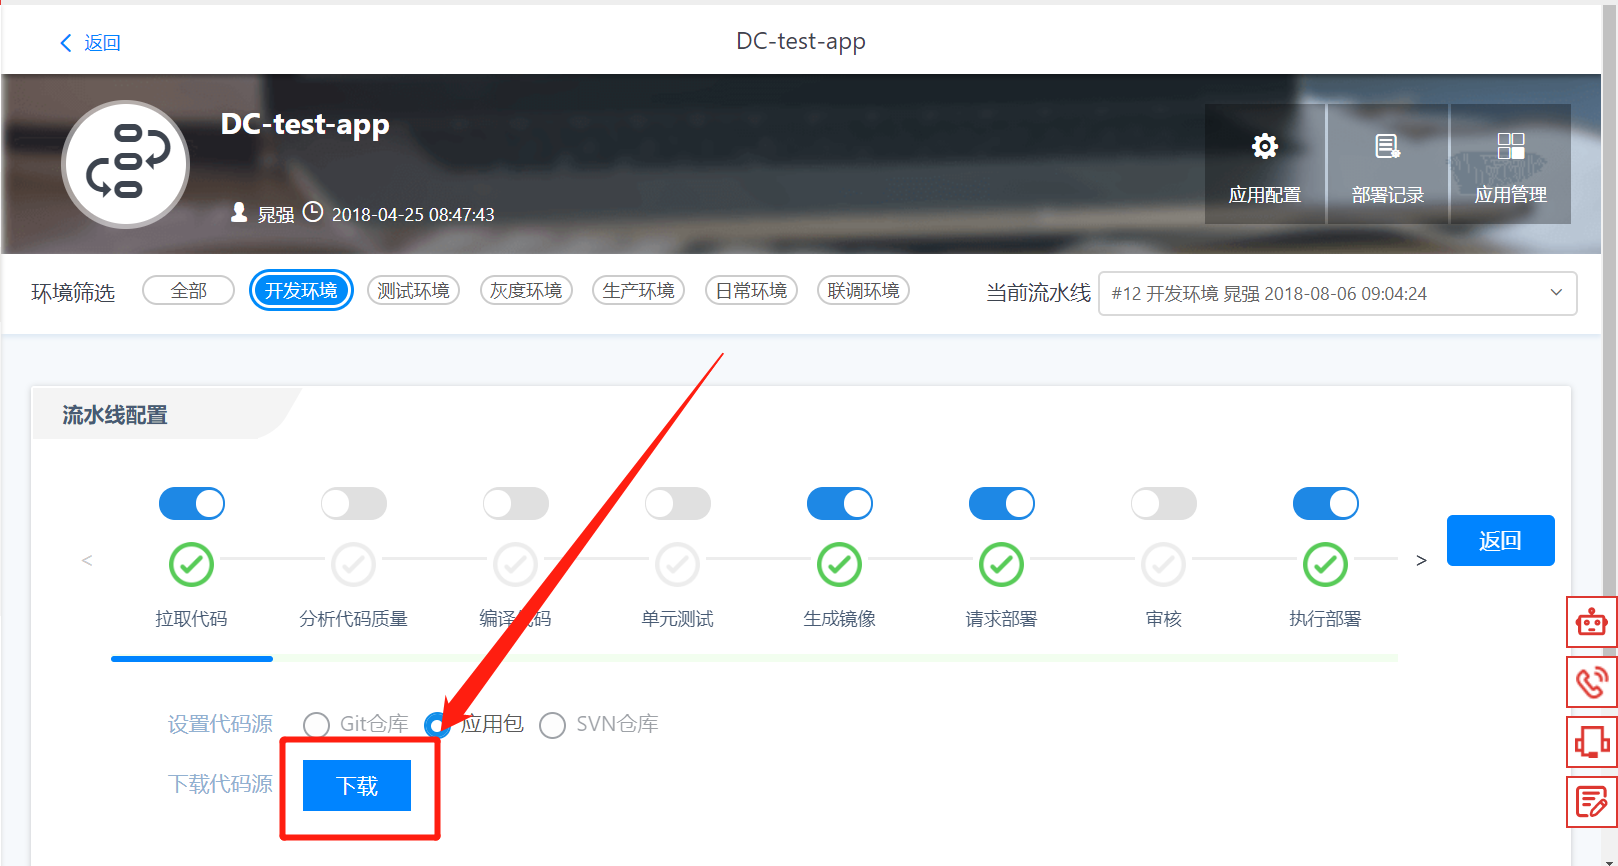 返回
DC-test-app
DC-test-app
晁强 2018-04-25 08:47:43
应用配置 部署记录 应用管理
环境筛选 全部 开发环境 测试环境 灰度环境 生产环境 日常环境 联调环境 当前流水线 #12 开发环境 晁强 2018-08-06 09:04:24
流水线配置
< > 返回
拉取代码 分析代码质量 编译代码 单元测试 生成镜像 请求部署 审核 执行部署
设置代码源 Git仓库 应用包 SVN仓库
下载代码源 下载